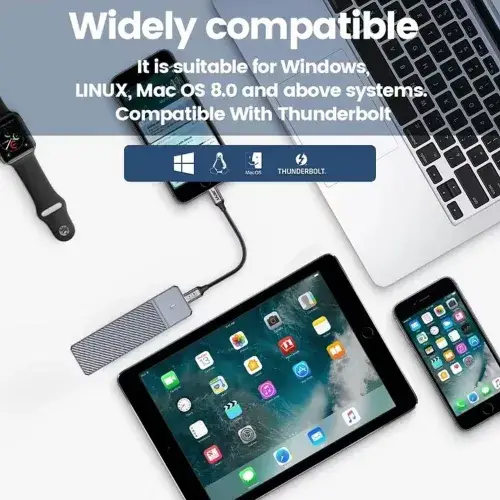 Widely compatible
It is suitable for Windows,
LINUX, Mac OS 8.0 and above systems.
Compatible With Thunderbolt
MacOS
THUNDERBOLT.